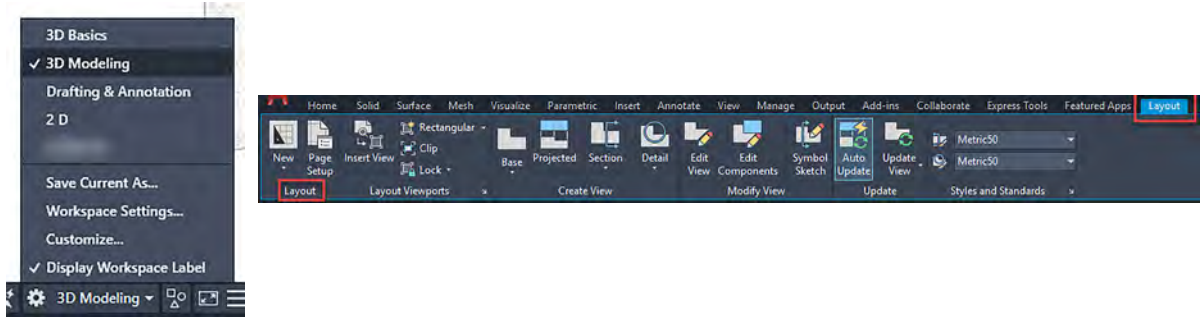 3D Basics
✓ 3D Modeling
Drafting & Annotation
2 D
Save Current As...
Workspace Settings...
Customize...
✓ Display Workspace Label
3D Modeling
Home Solid Surface Mesh Visualize Parametric Insert Annotate View Manage Output Add-ins Collaborate Express Tools Featured Apps Layout
New
Page Setup
Insert View
Rectangular
Clip
Lock
Base
Projected
Section
Detail
Edit View
Edit Components
Symbol Sketch
Auto Update
Update View
Metric50
Metric50
Layout Layout Viewports Create View Modify View Update Styles and Standards